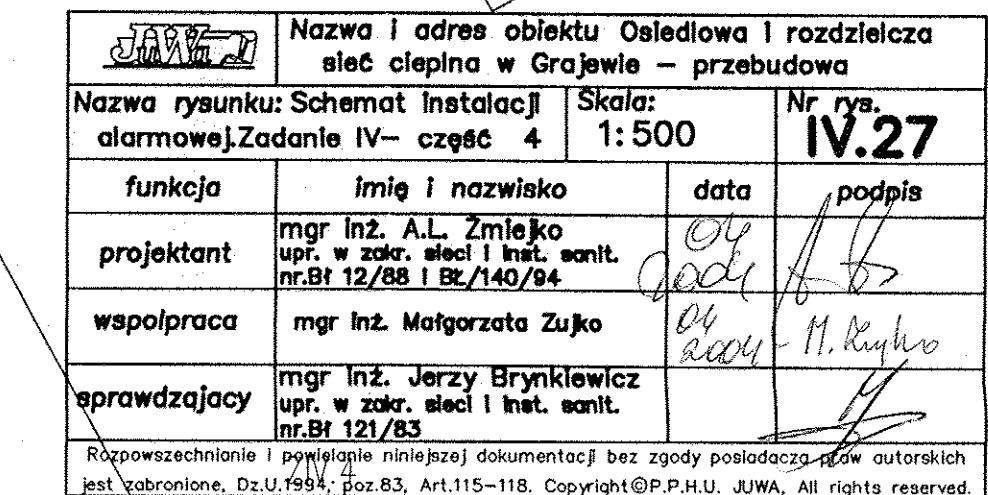 JUWA
Nazwa i adres obiektu Osiedlowa i rozdzielcza
sieć cieplna w Grajewie – przebudowa
Nazwa rysunku: Schemat instalacji
alarmowej.Zadanie IV– część 4
Skala:
1:500
Nr rys.
IV.27
funkcja imię i nazwisko data podpis
projektant
mgr inż. A.L. Żmiejko
upr. w zakr. sieci i inst. sanit.
nr.Bł 12/88 i BŁ/140/94
04
2004
wspolpraca
mgr inż. Małgorzata Zujko
04
2004
M. Zujko
sprawdzajacy
mgr inż. Jerzy Brynkiewicz
upr. w zakr. sieci i inst. sanit.
nr.Bł 121/83
Rozpowszechnianie i powielanie niniejszej dokumentacji bez zgody posiadacza praw autorskich
jest zabronione, Dz.U.1994, poz.83, Art.115–118. Copyright©P.P.H.U. JUWA, All rights reserved.